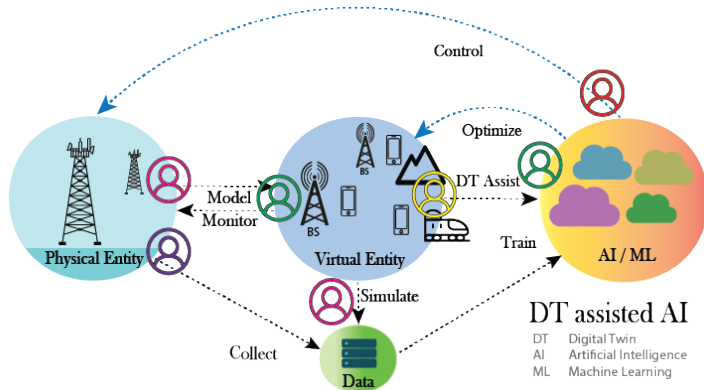 Control
Optimize
BS
Model
DT Assist
Monitor
BS
Physical Entity
Virtual Entity
Train
AI / ML
Simulate
Collect
Data
DT assisted AI
DT Digital Twin
AI Artificial Intelligence
ML Machine Learning